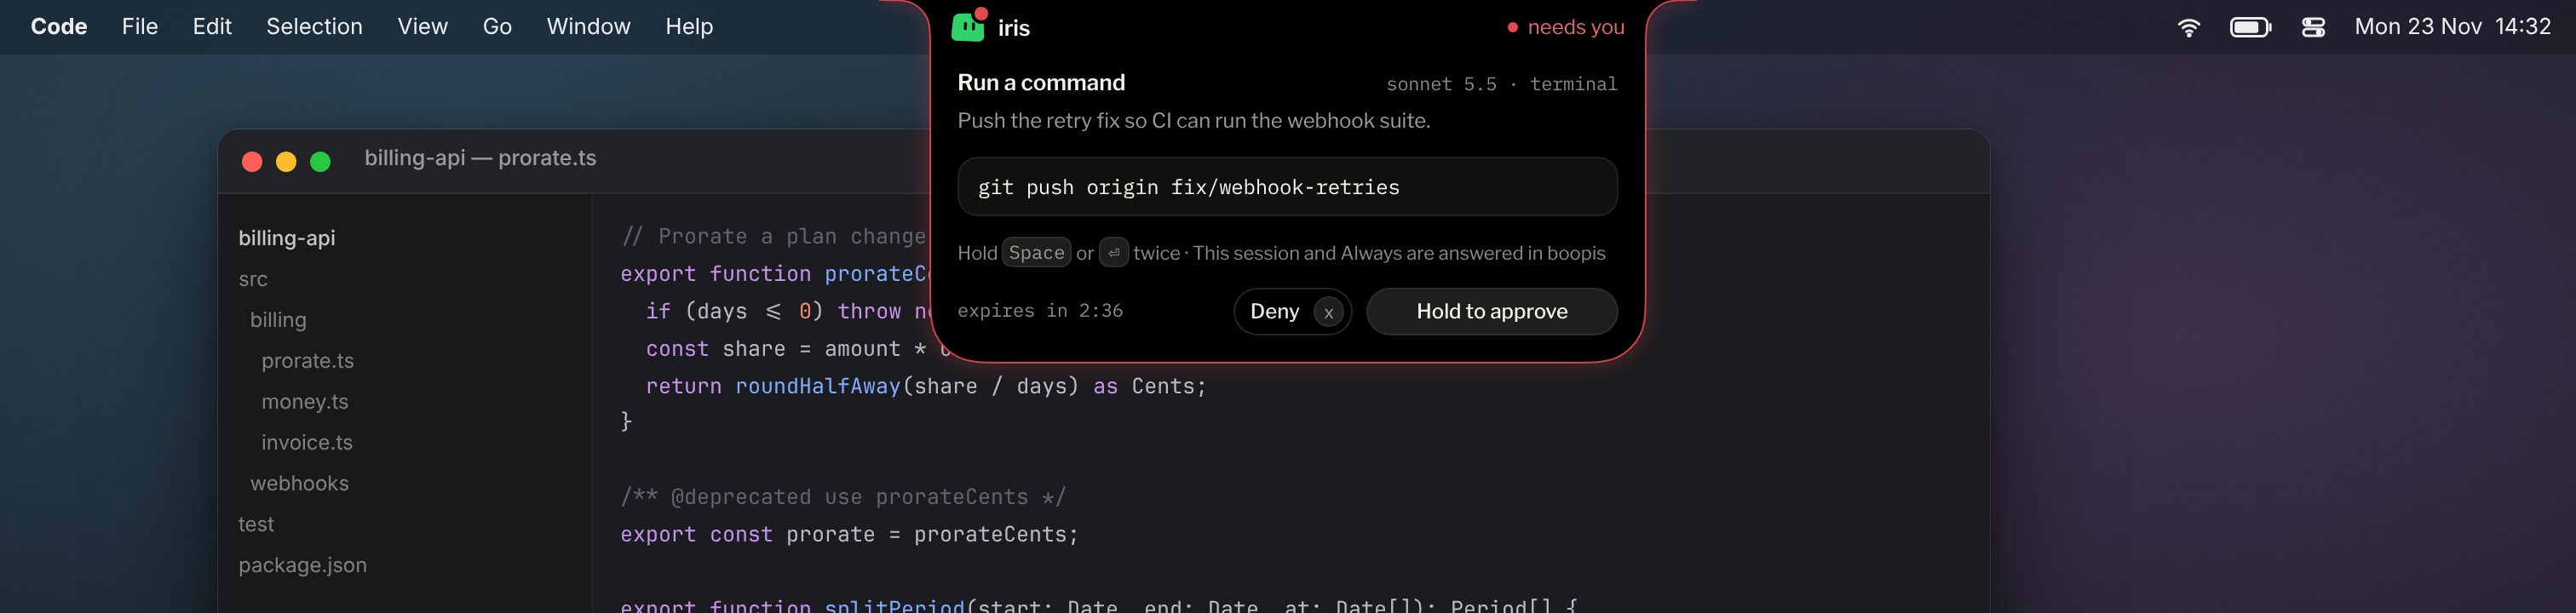 Code File Edit Selection View Go Window Help
iris
needs you
Mon 23 Nov 14:32
Run a command
sonnet 5.5 · terminal
Push the retry fix so CI can run the webhook suite.
git push origin fix/webhook-retries
Hold Space or ⏎ twice · This session and Always are answered in boopis
expires in 2:36
Deny x
Hold to approve
billing-api — prorate.ts
billing-api
src
billing
prorate.ts
money.ts
invoice.ts
webhooks
test
package.json
// Prorate a plan change
export function
if (days <= 0) throw
const share = amount *
return roundHalfAway(share / days) as Cents;
}
/** @deprecated use prorateCents */
export const prorate = prorateCents;
export function splitPeriod(start: Date, end: Date, at: Date[]): Period[] {